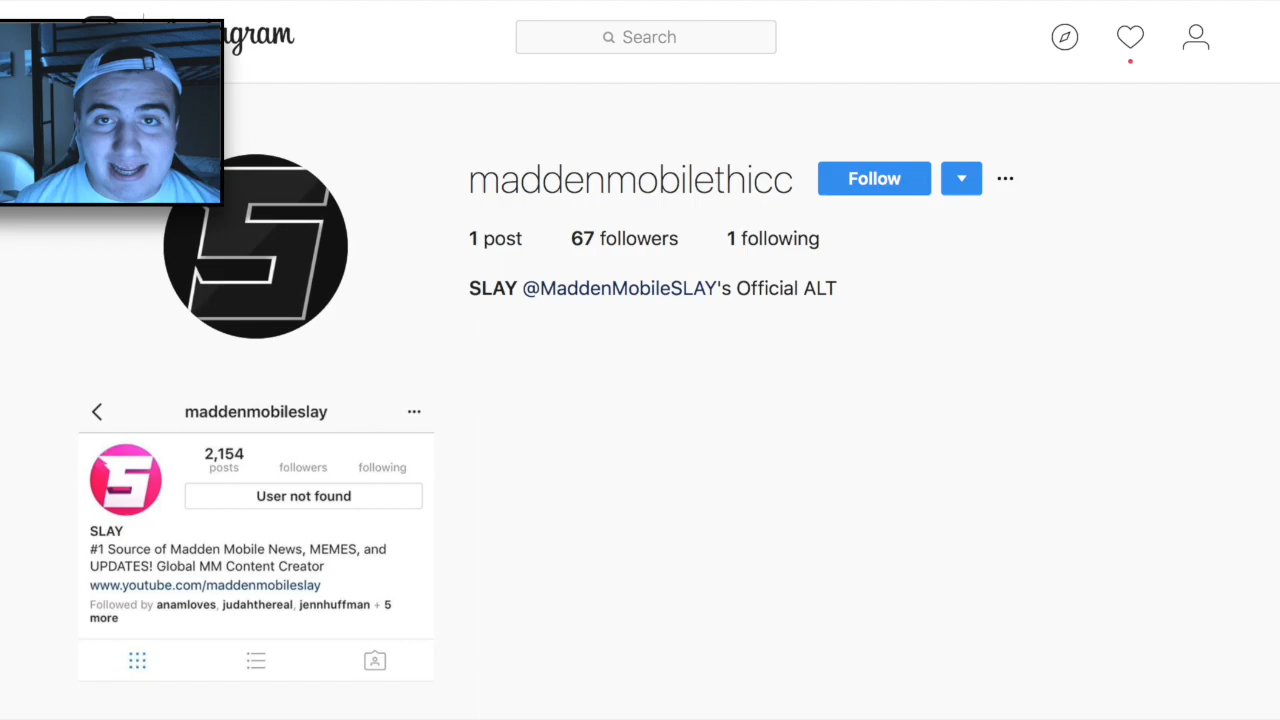 agram
Search
maddenmobilethicc
Follow
1 post 67 followers 1 following
SLAY @MaddenMobileSLAY's Official ALT
maddenmobileslay
2,154
posts followers following
User not found
SLAY
#1 Source of Madden Mobile News, MEMES, and
UPDATES! Global MM Content Creator
www.youtube.com/maddenmobileslay
Followed by anamloves, judahthereal, jennhuffman + 5
more